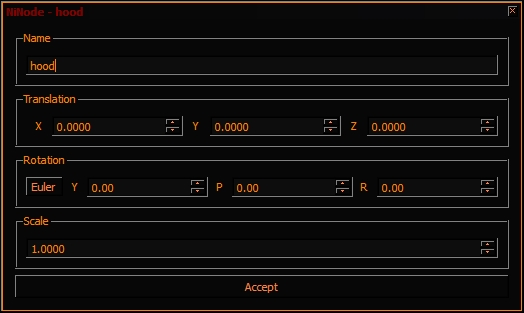 NiNode - hood
Name
hood
Translation
X 0.0000 Y 0.0000 Z 0.0000
Rotation
Euler Y 0.00 P 0.00 R 0.00
Scale
1.0000
Accept